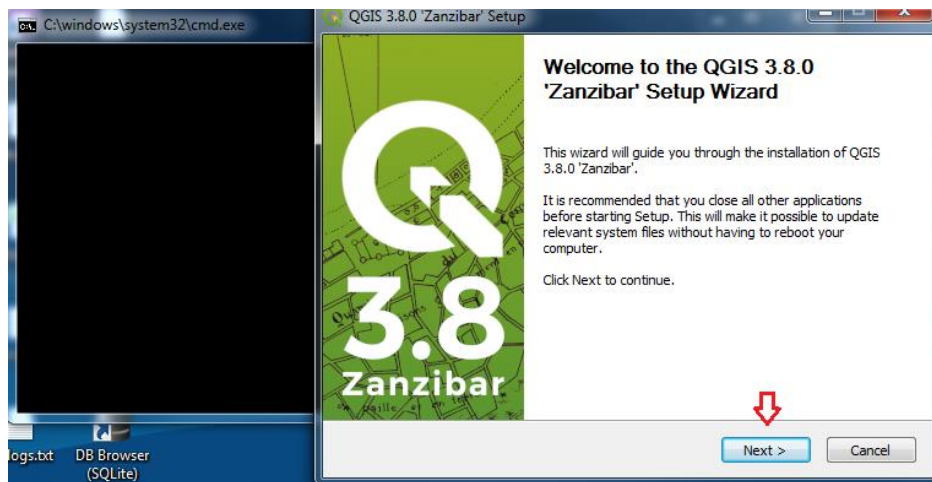 C:\windows\system32\cmd.exe
QGIS 3.8.0 'Zanzibar' Setup
Welcome to the QGIS 3.8.0
'Zanzibar' Setup Wizard
This wizard will guide you through the installation of QGIS
3.8.0 'Zanzibar'.
It is recommended that you close all other applications
before starting Setup. This will make it possible to update
relevant system files without having to reboot your
computer.
Click Next to continue.
3.8
Zanzibar
Next >
Cancel
logs.txt
DB Browser
(SQLite)